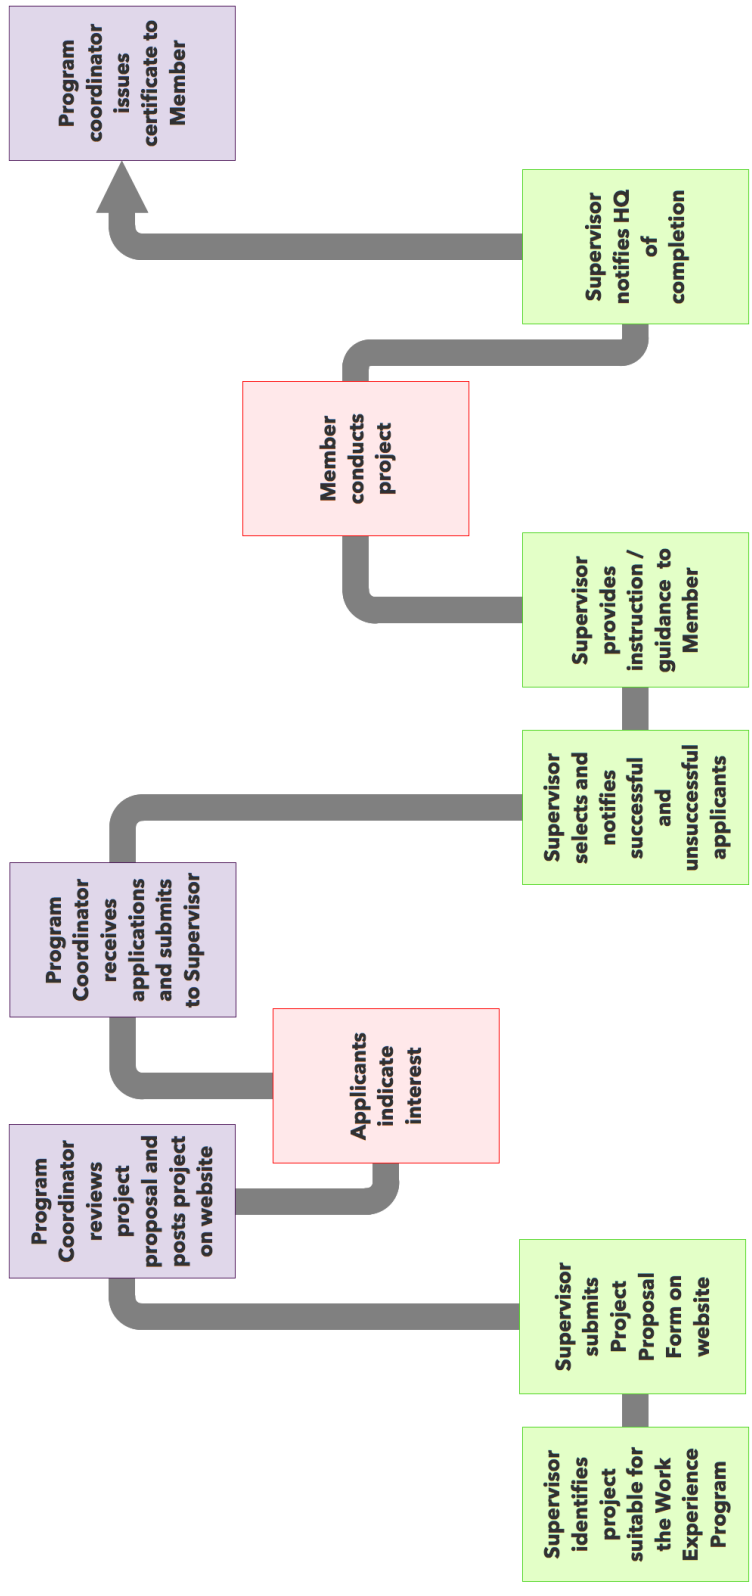 Supervisor
identifies
project
suitable for
the Work
Experience
Program
Supervisor
submits
Project
Proposal
Form on
website
Program
Coordinator
reviews
project
proposal and
posts project
on website
Applicants
indicate
interest
Program
Coordinator
receives
applications
and submits
to Supervisor
Supervisor
selects and
notifies
successful
and
unsuccessful
applicants
Supervisor
provides
instruction /
guidance to
Member
Member
conducts
project
Supervisor
notifies HQ
of
completion
Program
coordinator
issues
certificate to
Member